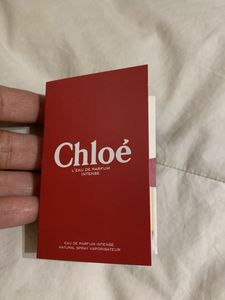 Chloé
L'EAU DE PARFUM
INTENSE
EAU DE PARFUM INTENSE
NATURAL SPRAY VAPORISATEUR